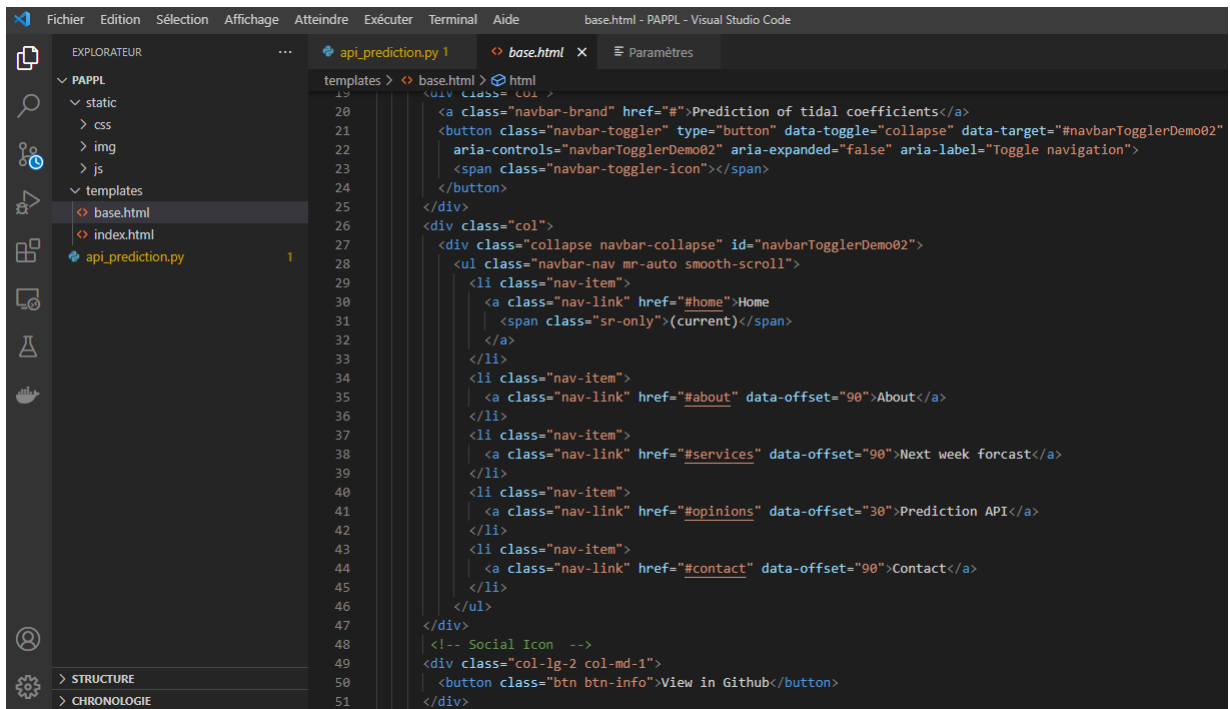 Fichier Edition Sélection Affichage Atteindre Exécuter Terminal Aide base.html - PAPPL - Visual Studio Code
EXPLORATEUR ...
PAPPL
static
css
img
js
templates
base.html
index.html
api_prediction.py 1
STRUCTURE
CHRONOLOGIE
api_prediction.py 1 base.html Paramètres
templates > base.html > html
19 <div class="col">
20 <a class="navbar-brand" href="#">Prediction of tidal coefficients</a>
21 <button class="navbar-toggler" type="button" data-toggle="collapse" data-target="#navbarTogglerDemo02"
22 aria-controls="navbarTogglerDemo02" aria-expanded="false" aria-label="Toggle navigation">
23 <span class="navbar-toggler-icon"></span>
24 </button>
25 </div>
26 <div class="col">
27 <div class="collapse navbar-collapse" id="navbarTogglerDemo02">
28 <ul class="navbar-nav mr-auto smooth-scroll">
29 <li class="nav-item">
30 <a class="nav-link" href="#home">Home
31 <span class="sr-only">(current)</span>
32 </a>
33 </li>
34 <li class="nav-item">
35 <a class="nav-link" href="#about" data-offset="90">About</a>
36 </li>
37 <li class="nav-item">
38 <a class="nav-link" href="#services" data-offset="90">Next week forcast</a>
39 </li>
40 <li class="nav-item">
41 <a class="nav-link" href="#opinions" data-offset="30">Prediction API</a>
42 </li>
43 <li class="nav-item">
44 <a class="nav-link" href="#contact" data-offset="90">Contact</a>
45 </li>
46 </ul>
47 </div>
48 <!-- Social Icon -->
49 <div class="col-lg-2 col-md-1">
50 <button class="btn btn-info">View in Github</button>
51 </div>